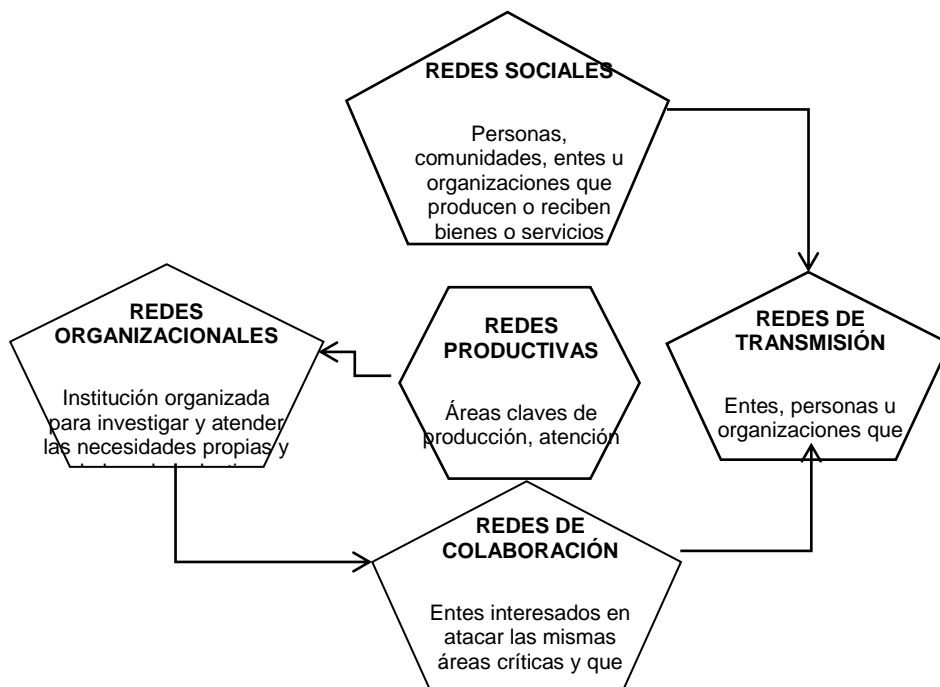 REDES SOCIALES
Personas,
comunidades, entes u
organizaciones que
producen o reciben
bienes o servicios
REDES
ORGANIZACIONALES
Institución organizada
para investigar y atender
las necesidades propias y
REDES
PRODUCTIVAS
Áreas claves de
producción, atención
REDES DE
TRANSMISIÓN
Entes, personas u
organizaciones que
REDES DE
COLABORACIÓN
Entes interesados en
atacar las mismas
áreas críticas y que